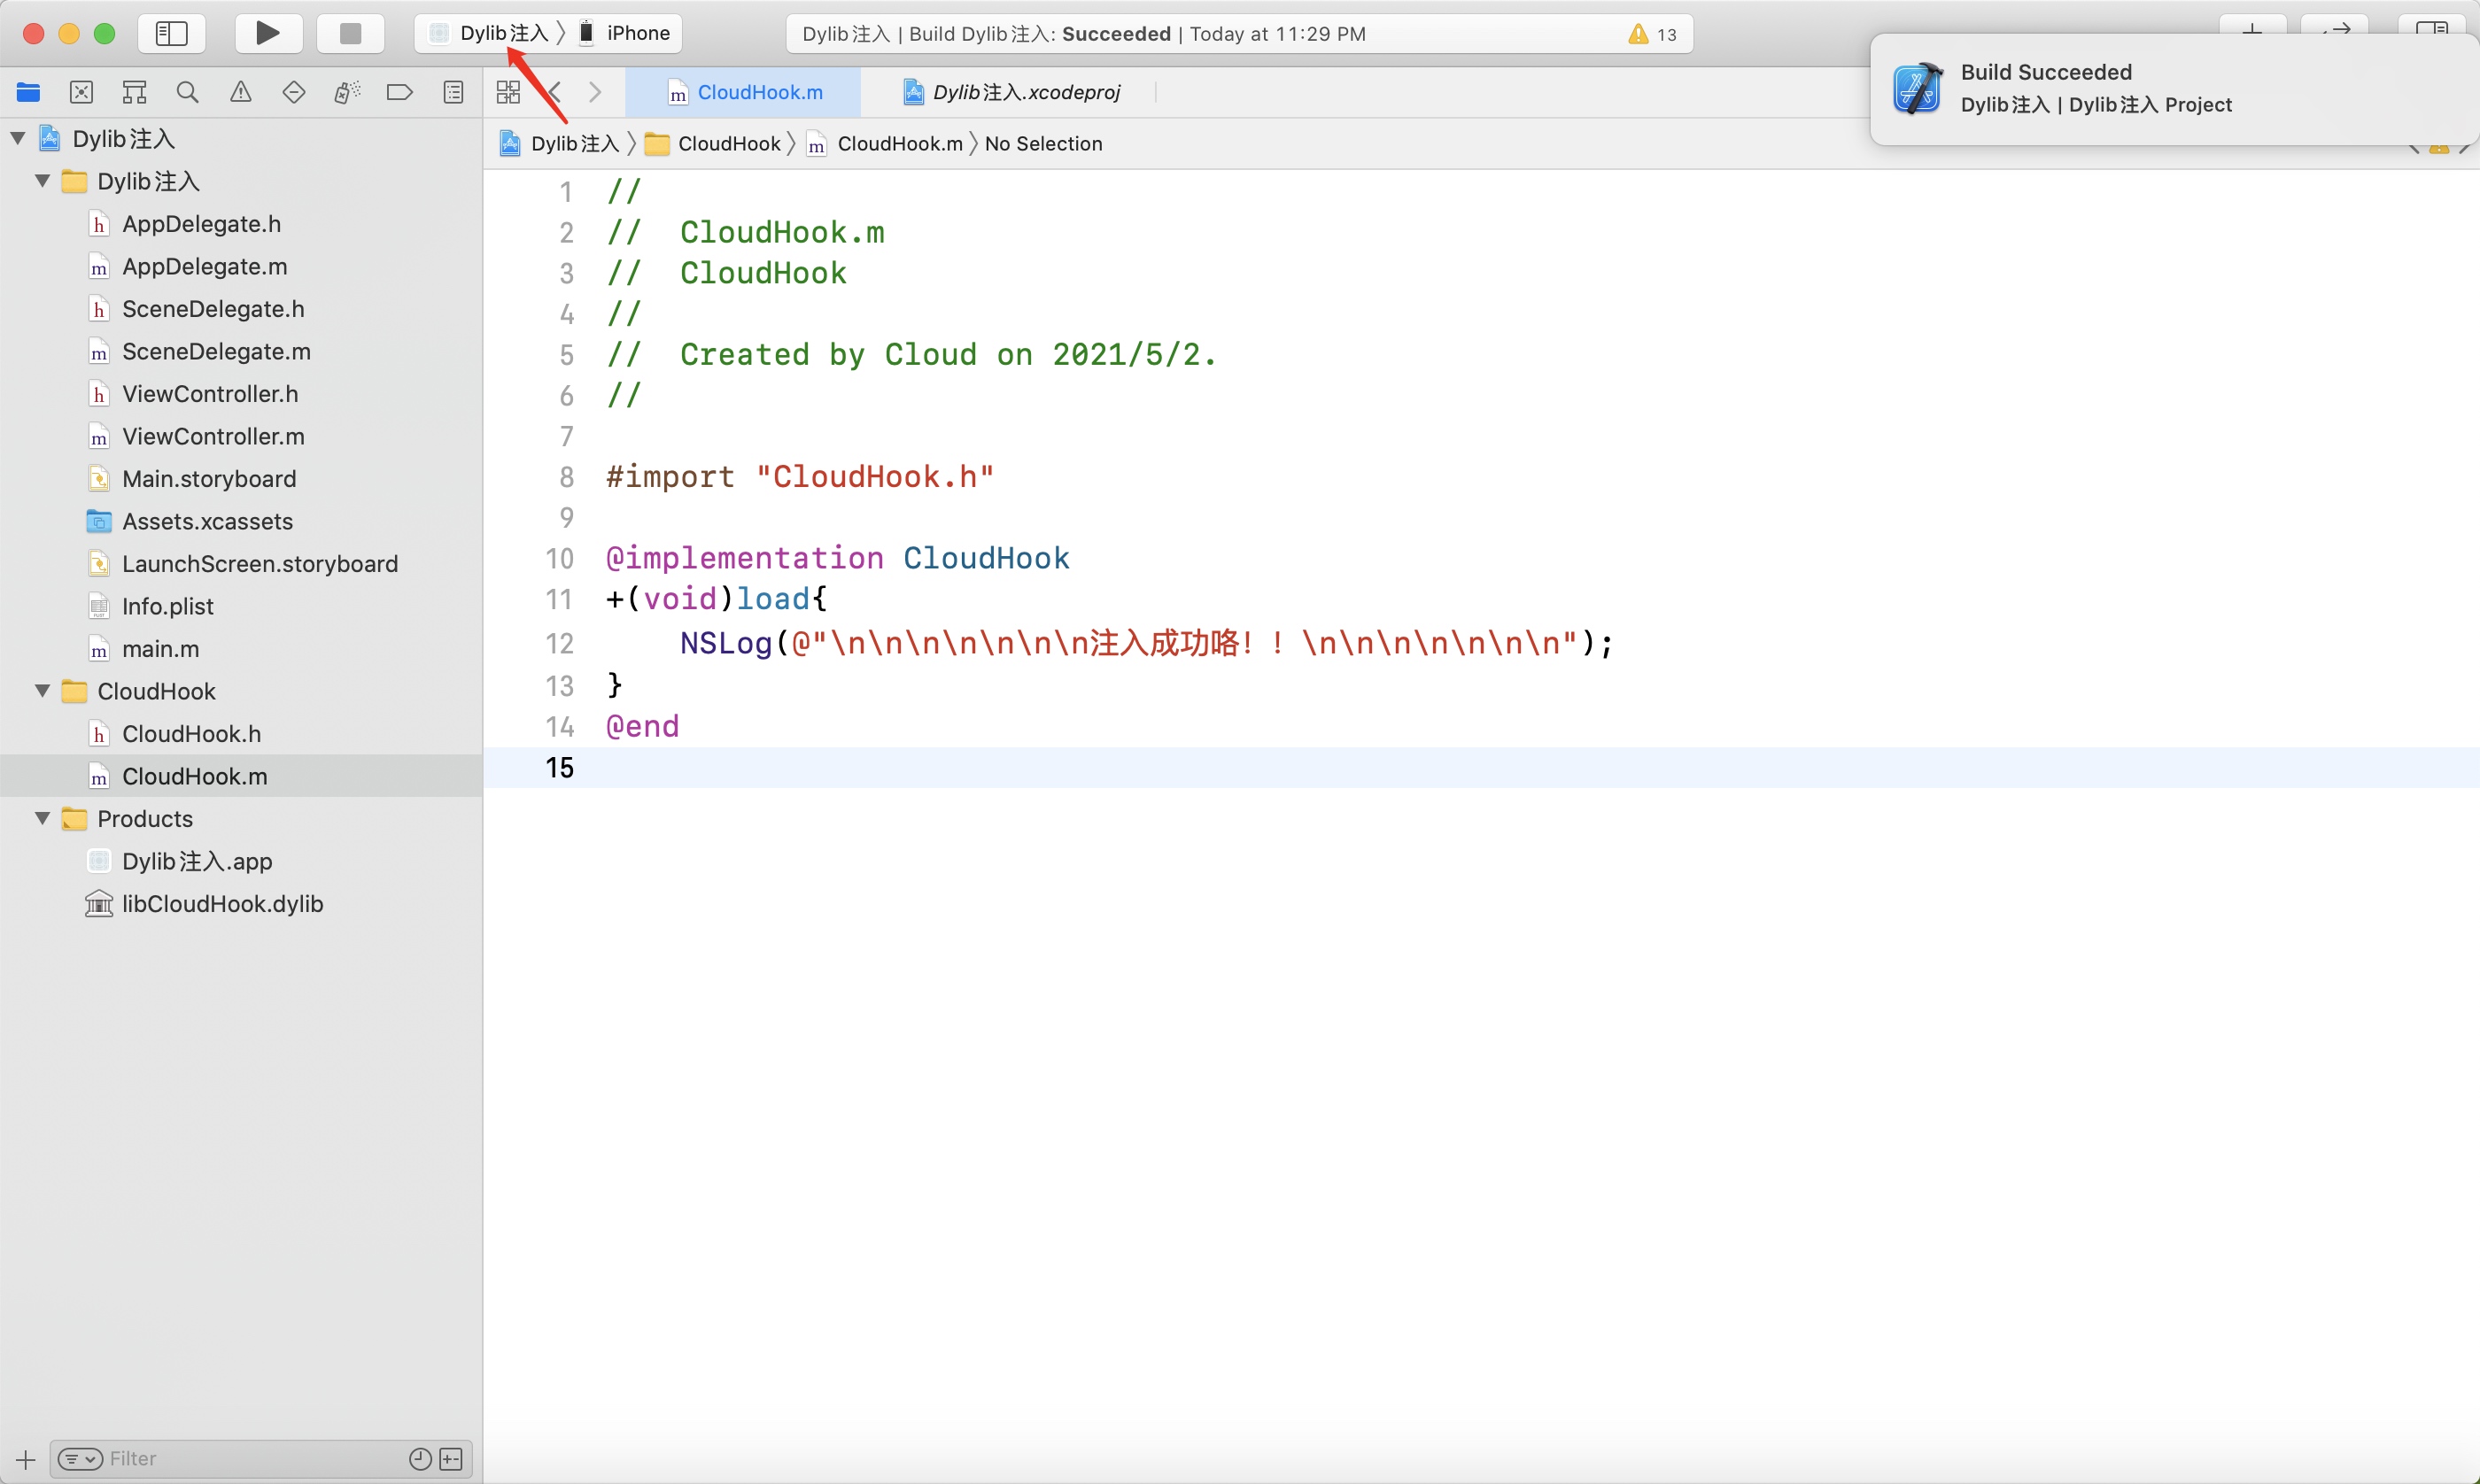 Dylib注入 〉 iPhone
Dylib注入 | Build Dylib注入: Succeeded | Today at 11:29 PM
13
Build Succeeded
Dylib注入 | Dylib注入 Project
CloudHook.m
Dylib注入.xcodeproj
Dylib注入 〉 CloudHook 〉 m CloudHook.m 〉 No Selection
Dylib注入
Dylib注入
h AppDelegate.h
m AppDelegate.m
h SceneDelegate.h
m SceneDelegate.m
h ViewController.h
m ViewController.m
Main.storyboard
Assets.xcassets
LaunchScreen.storyboard
Info.plist
m main.m
CloudHook
h CloudHook.h
m CloudHook.m
Products
Dylib注入.app
libCloudHook.dylib
Filter
1 //
2 //  CloudHook.m
3 //  CloudHook
4 //
5 //  Created by Cloud on 2021/5/2.
6 //
7
8 #import "CloudHook.h"
9
10 @implementation CloudHook
11 +(void)load{
12     NSLog(@"\n\n\n\n\n\n\n注入成功咯！！\n\n\n\n\n\n\n");
13 }
14 @end
15